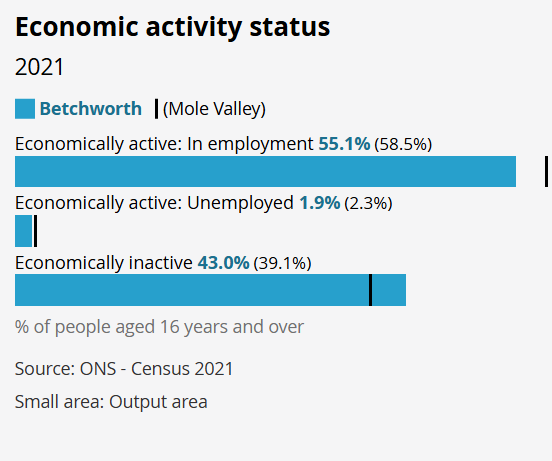 Economic activity status
2021
Betchworth (Mole Valley)
Economically active: In employment 55.1% (58.5%)
Economically active: Unemployed 1.9% (2.3%)
Economically inactive 43.0% (39.1%)
% of people aged 16 years and over
Source: ONS - Census 2021
Small area: Output area